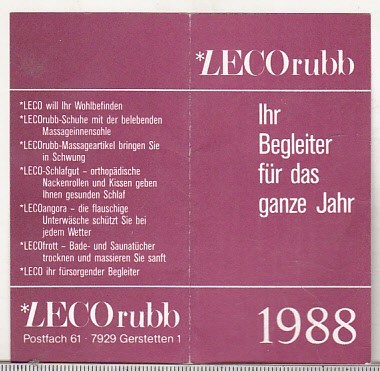 *LECO will Ihr Wohlbefinden
*LECOrubb-Schuhe mit der belebenden
Massageinnensohle
*LECOrubb-Massageartikel bringen Sie
in Schwung
*LECO-Schlafgut – orthopädische
Nackenrollen und Kissen geben
Ihnen gesunden Schlaf
*LECOangora – die flauschige
Unterwäsche schützt Sie bei
jedem Wetter
*LECOfrott – Bade- und Saunatücher
trocknen und massieren Sie sanft
*LECO ihr fürsorgender Begleiter
*LECOrubb
Postfach 61 · 7929 Gerstetten 1
*LECOrubb
Ihr
Begleiter
für das
ganze Jahr
1988